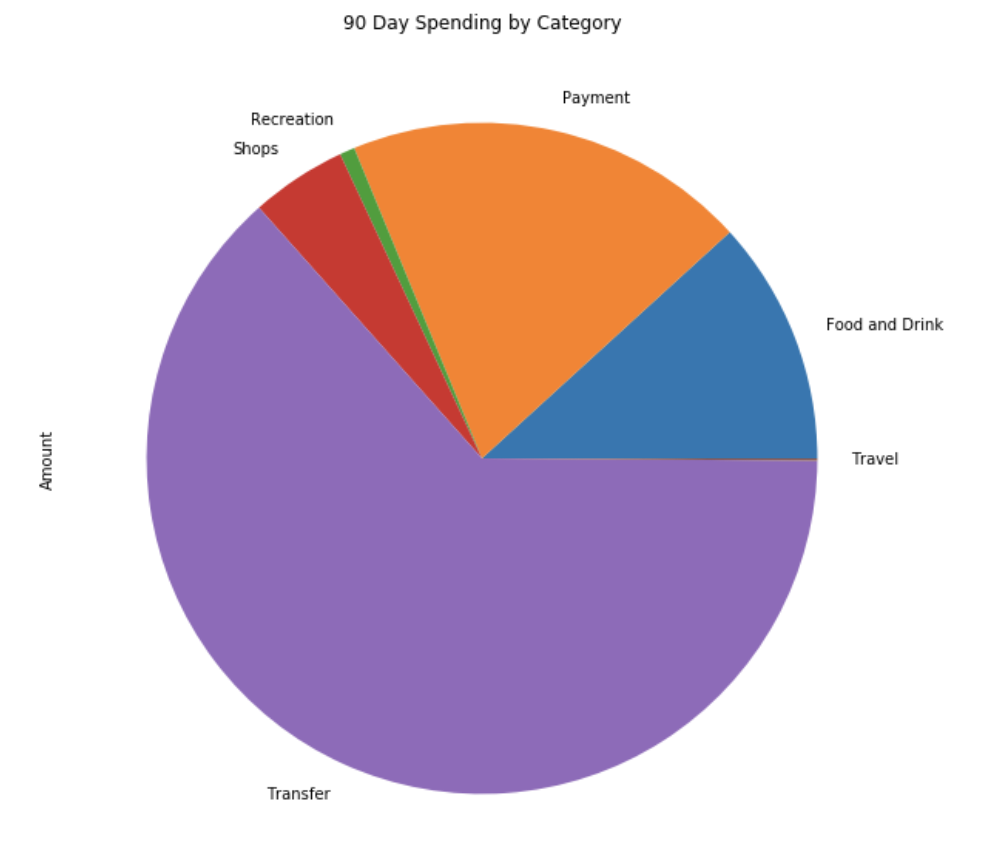 90 Day Spending by Category
Payment
Recreation
Shops
Food and Drink
Amount
Travel
Transfer